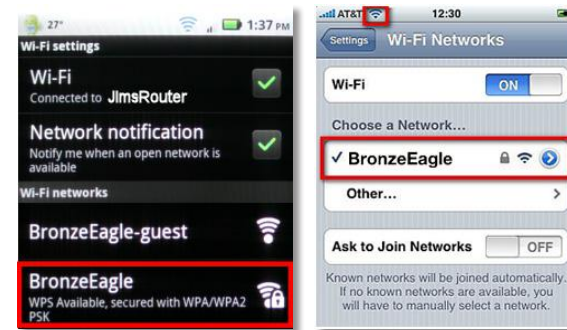 27°
1:37 PM
Wi-Fi settings
Wi-Fi
Connected to JimsRouter
Network notification
Notify me when an open network is
available
Wi-Fi networks
BronzeEagle-guest
BronzeEagle
WPS Available, secured with WPA/WPA2
PSK
AT&T
12:30
Settings
Wi-Fi Networks
Wi-Fi
ON
Choose a Network...
✓ BronzeEagle
Other...
Ask to Join Networks
OFF
Known networks will be joined automatically.
If no known networks are available, you
will have to manually select a network.